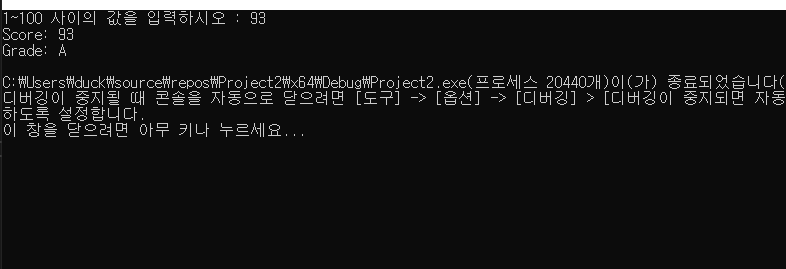 1~100 사이의 값을 입력하시오 : 93
Score: 93
Grade: A
C:₩Users₩duck₩source₩repos₩Project2₩x64₩Debug₩Project2.exe(프로세스 20440개)이(가) 종료되었습니다(
디버깅이 중지될 때 콘솔을 자동으로 닫으려면 [도구] -> [옵션] -> [디버깅] > [디버깅이 중지되면 자동
하도록 설정합니다.
이 창을 닫으려면 아무 키나 누르세요...